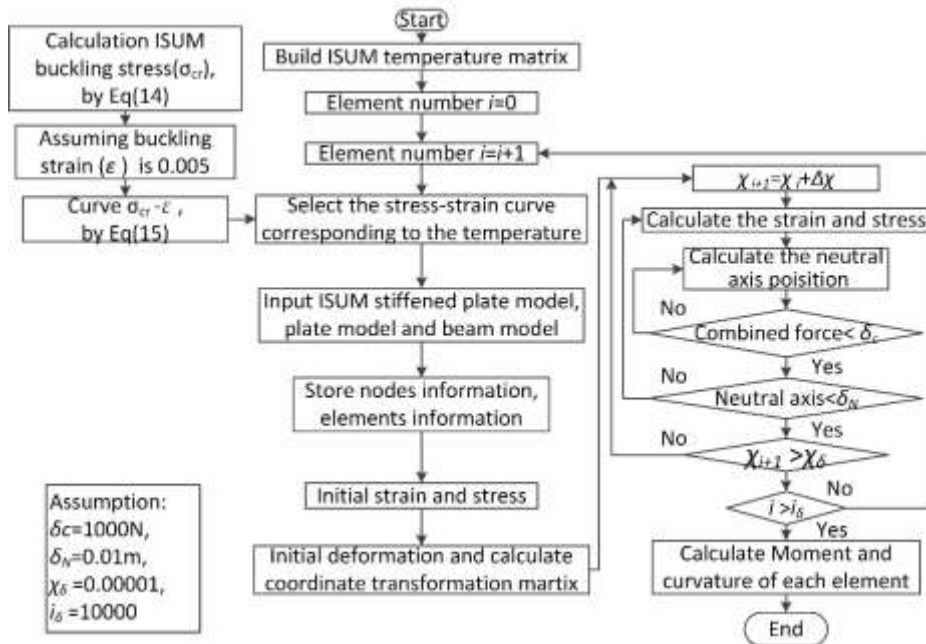 Start
Build ISUM temperature matrix
Element number i=0
Element number i=i+1
Calculation ISUM
buckling stress(σcr),
by Eq(14)
Assuming buckling
strain (ε ) is 0.005
Curve σcr-ε ,
by Eq(15)
Select the stress-strain curve
corresponding to the temperature
Input ISUM stiffened plate model,
plate model and beam model
Store nodes information,
elements information
Initial strain and stress
Initial deformation and calculate
coordinate transformation martix
χi+1=χi+Δχ
Calculate the strain and stress
Calculate the neutral
axis poisition
No
Combined force< δc
Yes
No
Neutral axis<δN
Yes
No
χi+1 >χδ
No
i >iδ
Yes
Calculate Moment and
curvature of each element
End
Assumption:
δc=1000N,
δN=0.01m,
χδ =0.00001,
iδ =10000